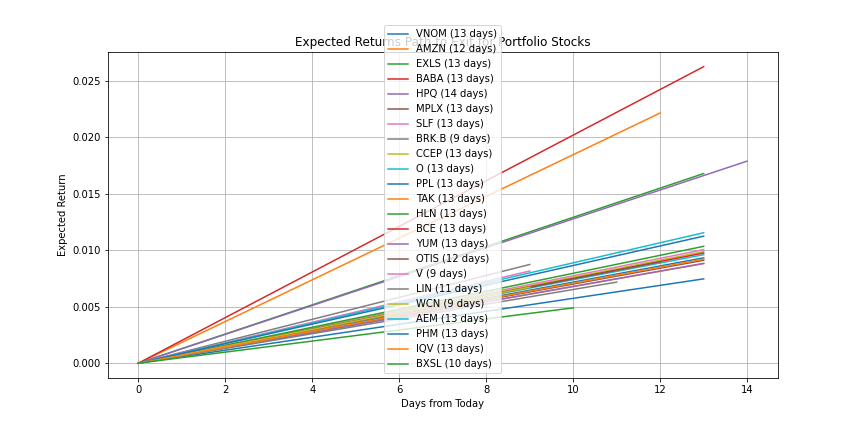 Expected Returns Path to Exit for Portfolio Stocks
VNOM (13 days)
AMZN (12 days)
EXLS (13 days)
BABA (13 days)
HPQ (14 days)
MPLX (13 days)
SLF (13 days)
BRK.B (9 days)
CCEP (13 days)
O (13 days)
PPL (13 days)
TAK (13 days)
HLN (13 days)
BCE (13 days)
YUM (13 days)
OTIS (12 days)
V (9 days)
LIN (11 days)
WCN (9 days)
AEM (13 days)
PHM (13 days)
IQV (13 days)
BXSL (10 days)
Expected Return
0.025
0.020
0.015
0.010
0.005
0.000
0 2 4 6 8 10 12 14
Days from Today